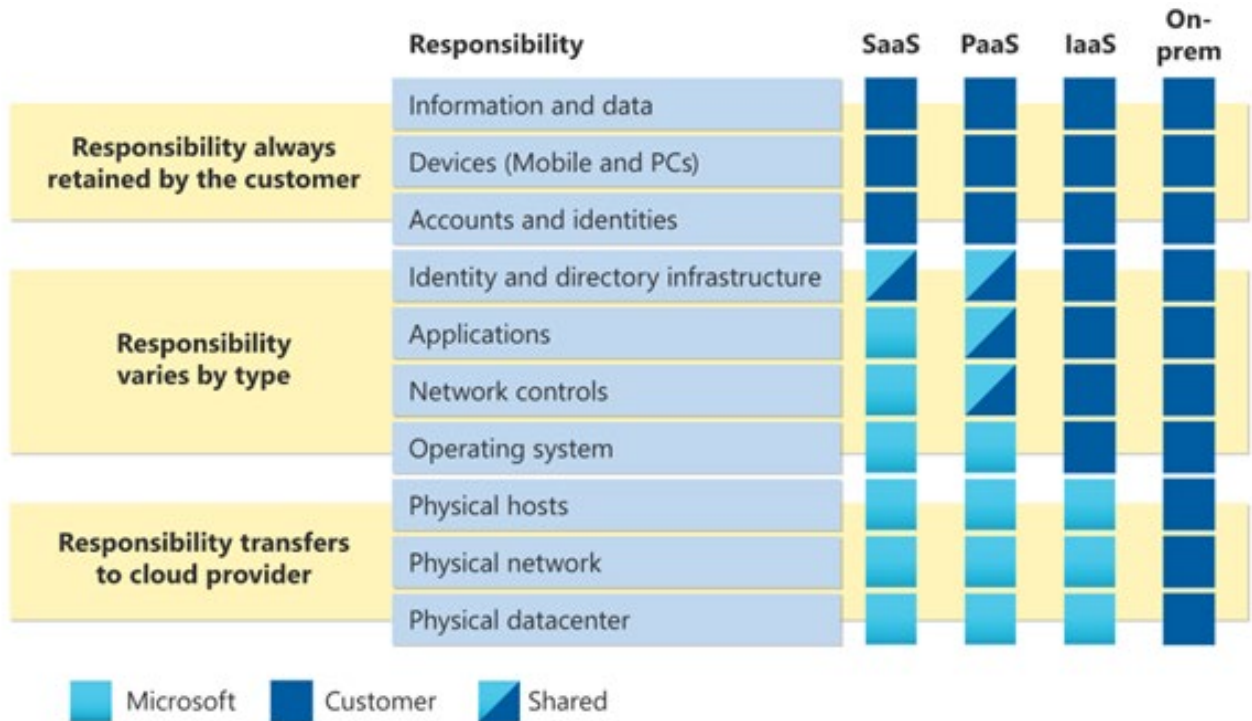 Responsibility SaaS PaaS IaaS On-
prem
Information and data
Responsibility always
retained by the customer
Devices (Mobile and PCs)
Accounts and identities
Identity and directory infrastructure
Responsibility
varies by type
Applications
Network controls
Operating system
Physical hosts
Responsibility transfers
to cloud provider
Physical network
Physical datacenter
Microsoft Customer Shared